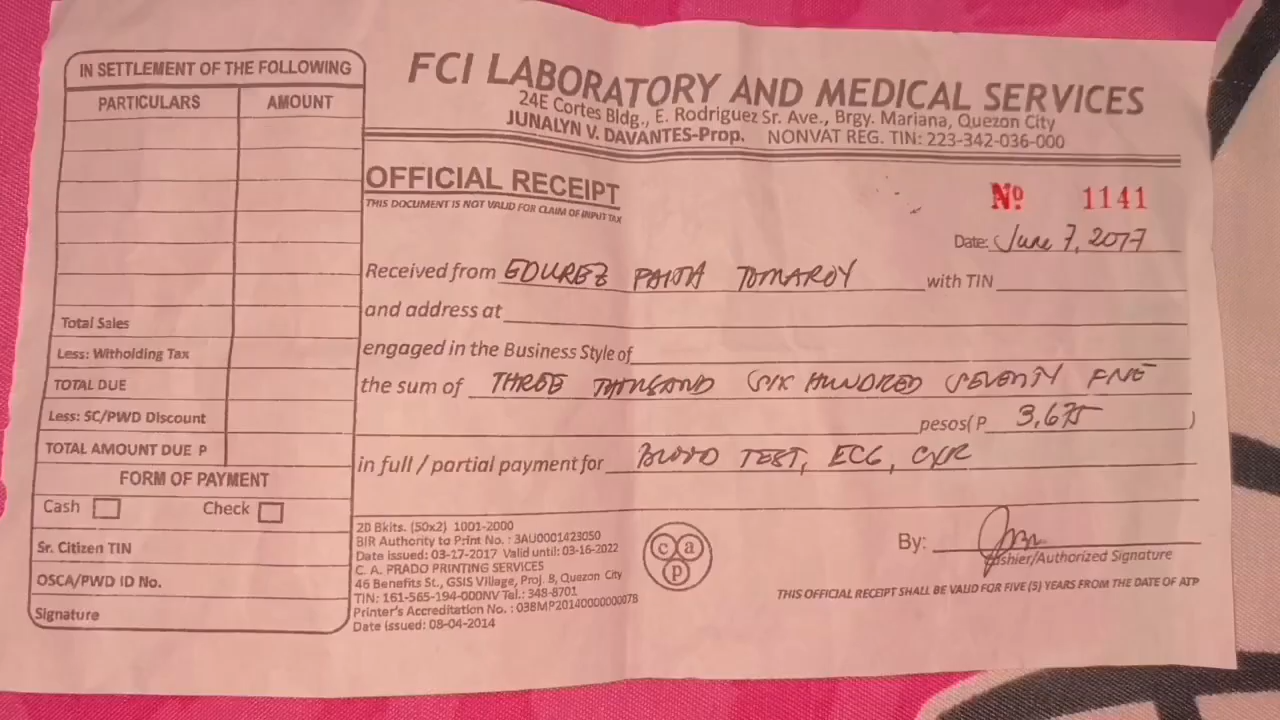 IN SETTLEMENT OF THE FOLLOWING
PARTICULARS AMOUNT
Total Sales
Less: Witholding Tax
TOTAL DUE
Less: SC/PWD Discount
TOTAL AMOUNT DUE P
FORM OF PAYMENT
Cash Check
Sr. Citizen TIN
OSCA/PWD ID No.
Signature
FCI LABORATORY AND MEDICAL SERVICES
24E Cortes Bldg., E. Rodriguez Sr. Ave., Brgy. Mariana, Quezon City
JUNALYN V. DAVANTES-Prop. NONVAT REG. TIN: 223-342-036-000
OFFICIAL RECEIPT
THIS DOCUMENT IS NOT VALID FOR CLAIM OF INPUT TAX
Nº 1141
Date: June 7, 2017
Received from EDUREZ TOMAROY with TIN
and address at
engaged in the Business Style of
the sum of THREE THOUSAND SIX HUNDRED SEVENTY FIVE
pesos( P 3,675 )
in full / partial payment for BLOOD TEST, ECG, CXR
20 Bkits. (50x2) 1001-2000
BIR Authority to Print No. : 3AU0001423050
Date issued: 03-17-2017 Valid until: 03-16-2022
C. A. PRADO PRINTING SERVICES
46 Benefits St., GSIS Village, Proj. 8, Quezon City
TIN: 161-565-194-000NV Tel.: 348-8701
Printer's Accreditation No. :
Date issued: 08-04-2014
c a p
By:
Cashier/Authorized Signature
THIS OFFICIAL RECEIPT SHALL BE VALID FOR FIVE (5) YEARS FROM THE DATE OF ATP